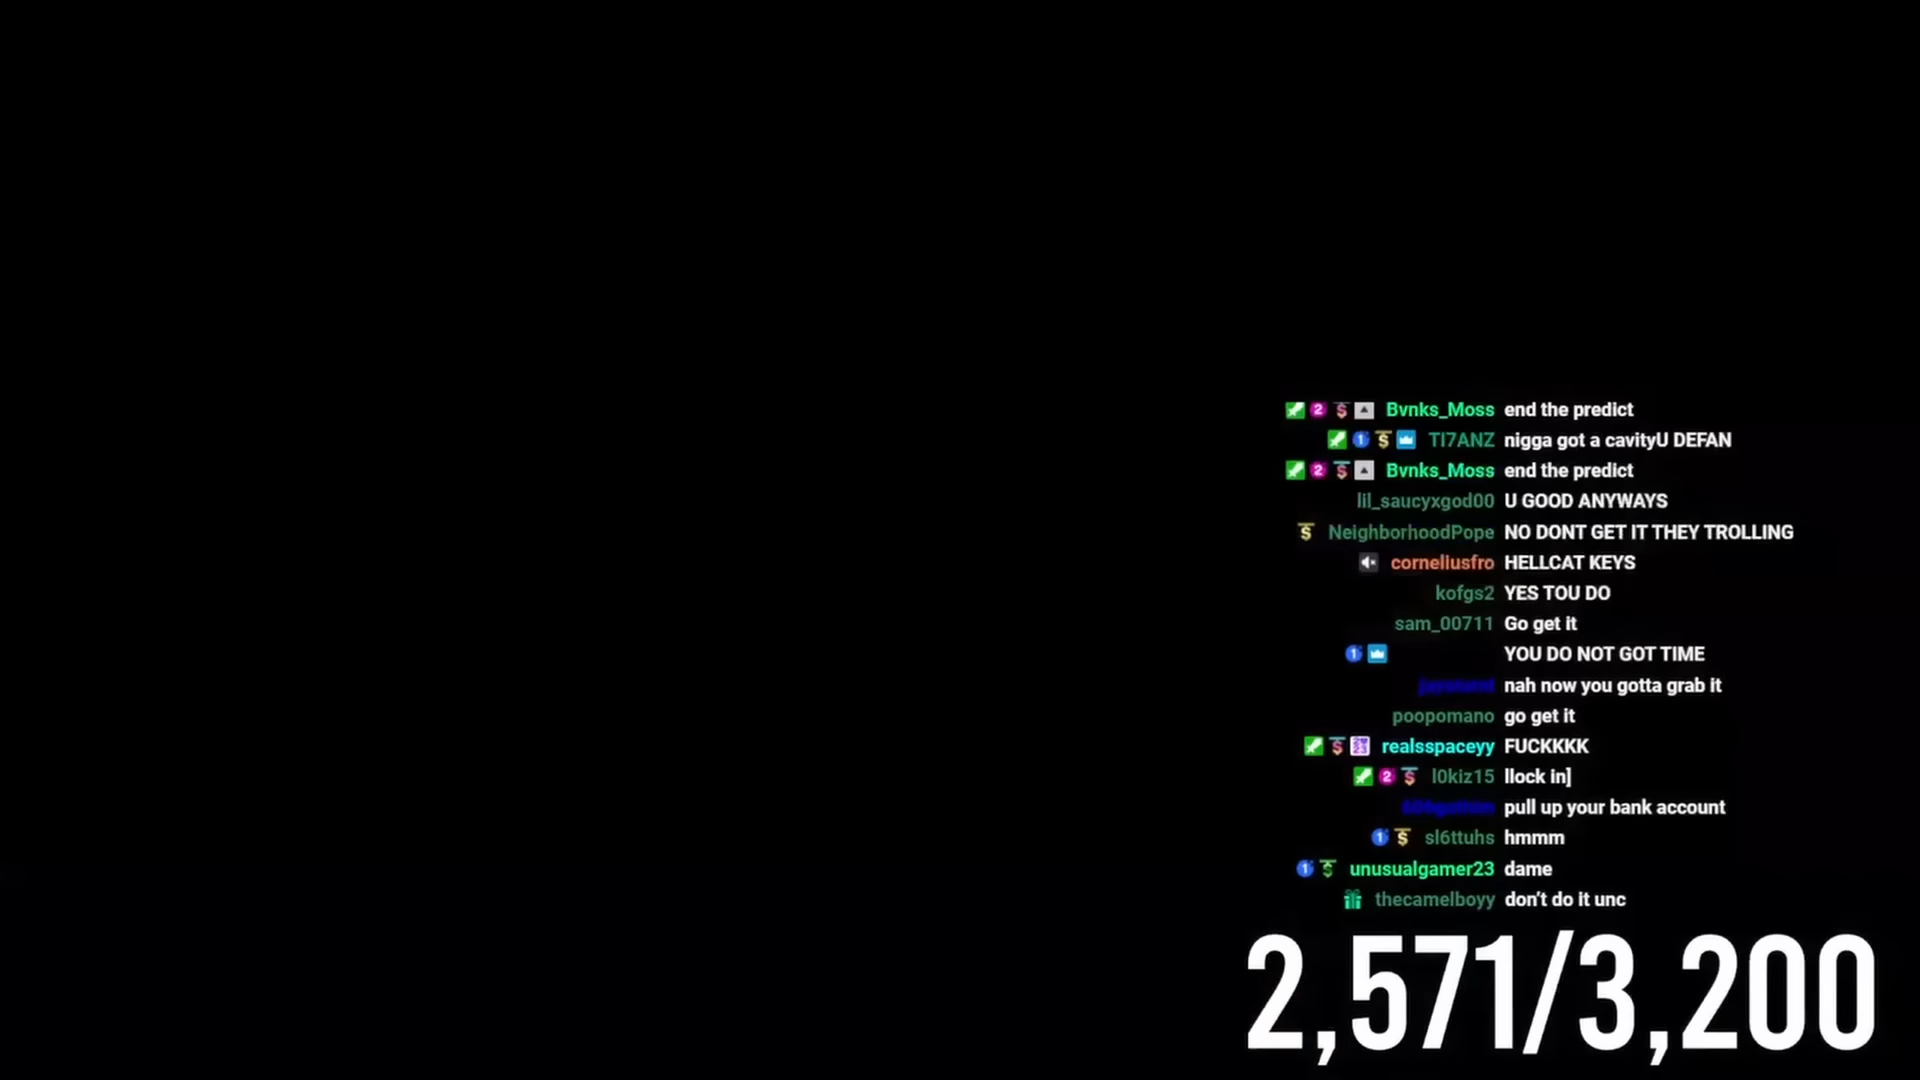 Bvnks_Moss end the predict
TI7ANZ nigga got a cavityU DEFAN
Bvnks_Moss end the predict
lil_saucyxgod00 U GOOD ANYWAYS
NeighborhoodPope NO DONT GET IT THEY TROLLING
corneliusfro HELLCAT KEYS
kofgs2 YES TOU DO
sam_00711 Go get it
YOU DO NOT GOT TIME
nah now you gotta grab it
poopomano go get it
realsspaceyy FUCKKKK
l0kiz15 llock in]
pull up your bank account
sl6ttuhs hmmm
unusualgamer23 dame
thecamelboyy don't do it unc
2,571/3,200